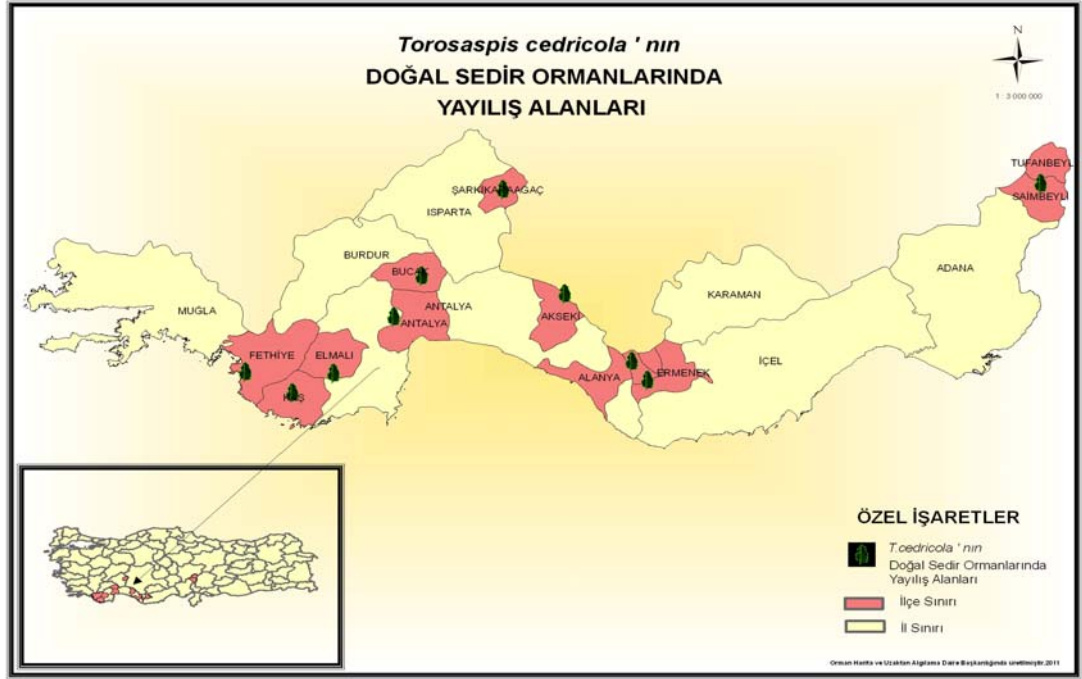 Torosaspis cedricola ' nın
DOĞAL SEDİR ORMANLARINDA
YAYILIŞ ALANLARI
N
1 : 3 000 000
TUFANBEYL
SAİMBEYLİ
ŞARKİKARAAĞAÇ
ISPARTA
BURDUR
BUCAK
ADANA
KARAMAN
MUĞLA
ANTALYA
ANTALYA
AKSEKİ
İÇEL
FETHİYE
ELMALI
ALANYA
ERMENEK
KAŞ
ÖZEL İŞARETLER
T.cedricola ' nın
Doğal Sedir Ormanlarında
Yayılış Alanları
İlçe Sınırı
İl Sınırı
Orman Harita ve Uzaktan Algılama Daire Başkanlığında üretilmiştir.2011